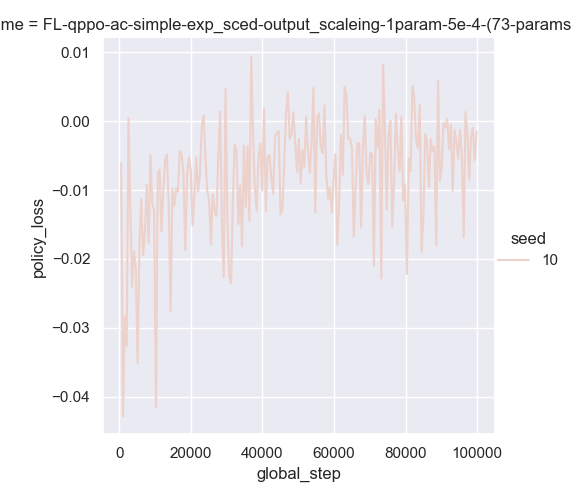 me = FL-qppo-ac-simple-exp_sced-output_scaleing-1param-5e-4-(73-params
0.01
0.00
−0.01
−0.02
−0.03
−0.04
policy_loss
0 20000 40000 60000 80000 100000
global_step
seed
10